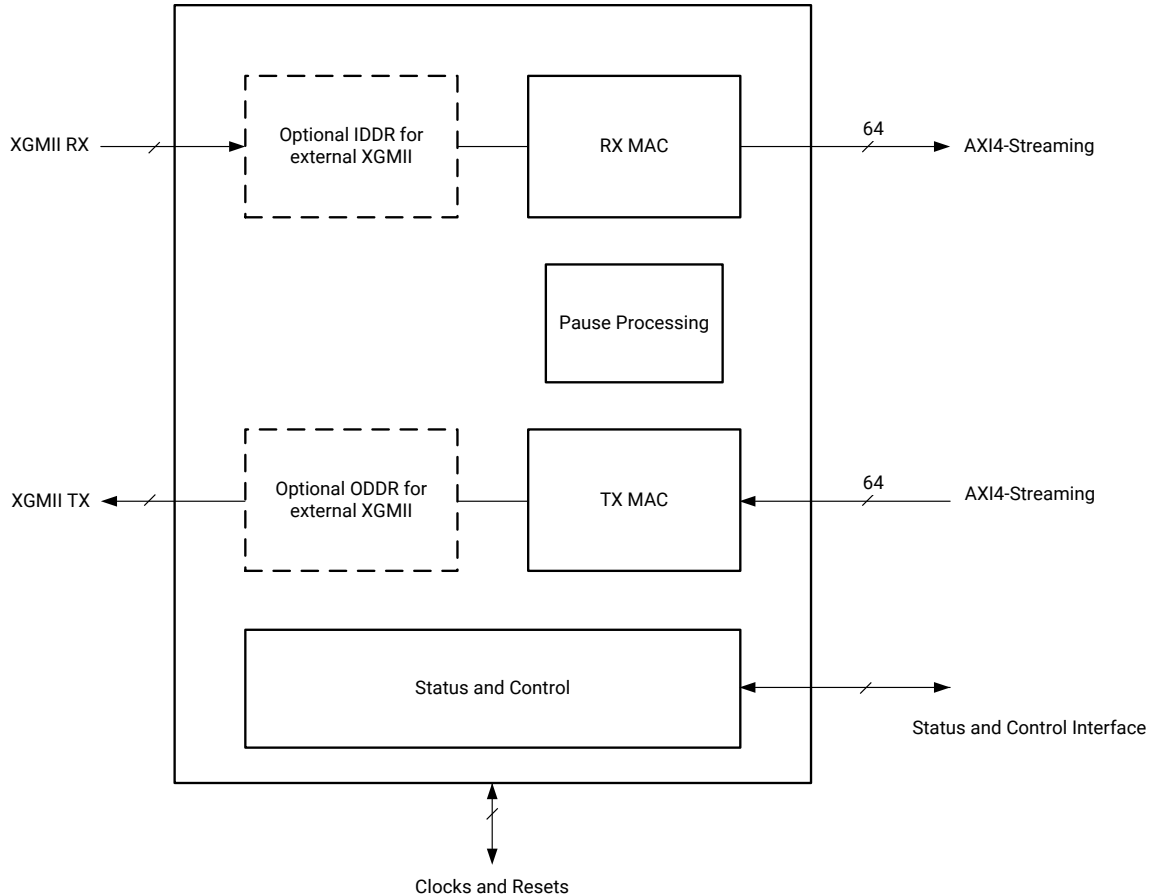 Optional IDDR for
external XGMII
RX MAC
XGMII RX
64
AXI4-Streaming
Pause Processing
Optional ODDR for
external XGMII
TX MAC
XGMII TX
64
AXI4-Streaming
Status and Control
Status and Control Interface
Clocks and Resets